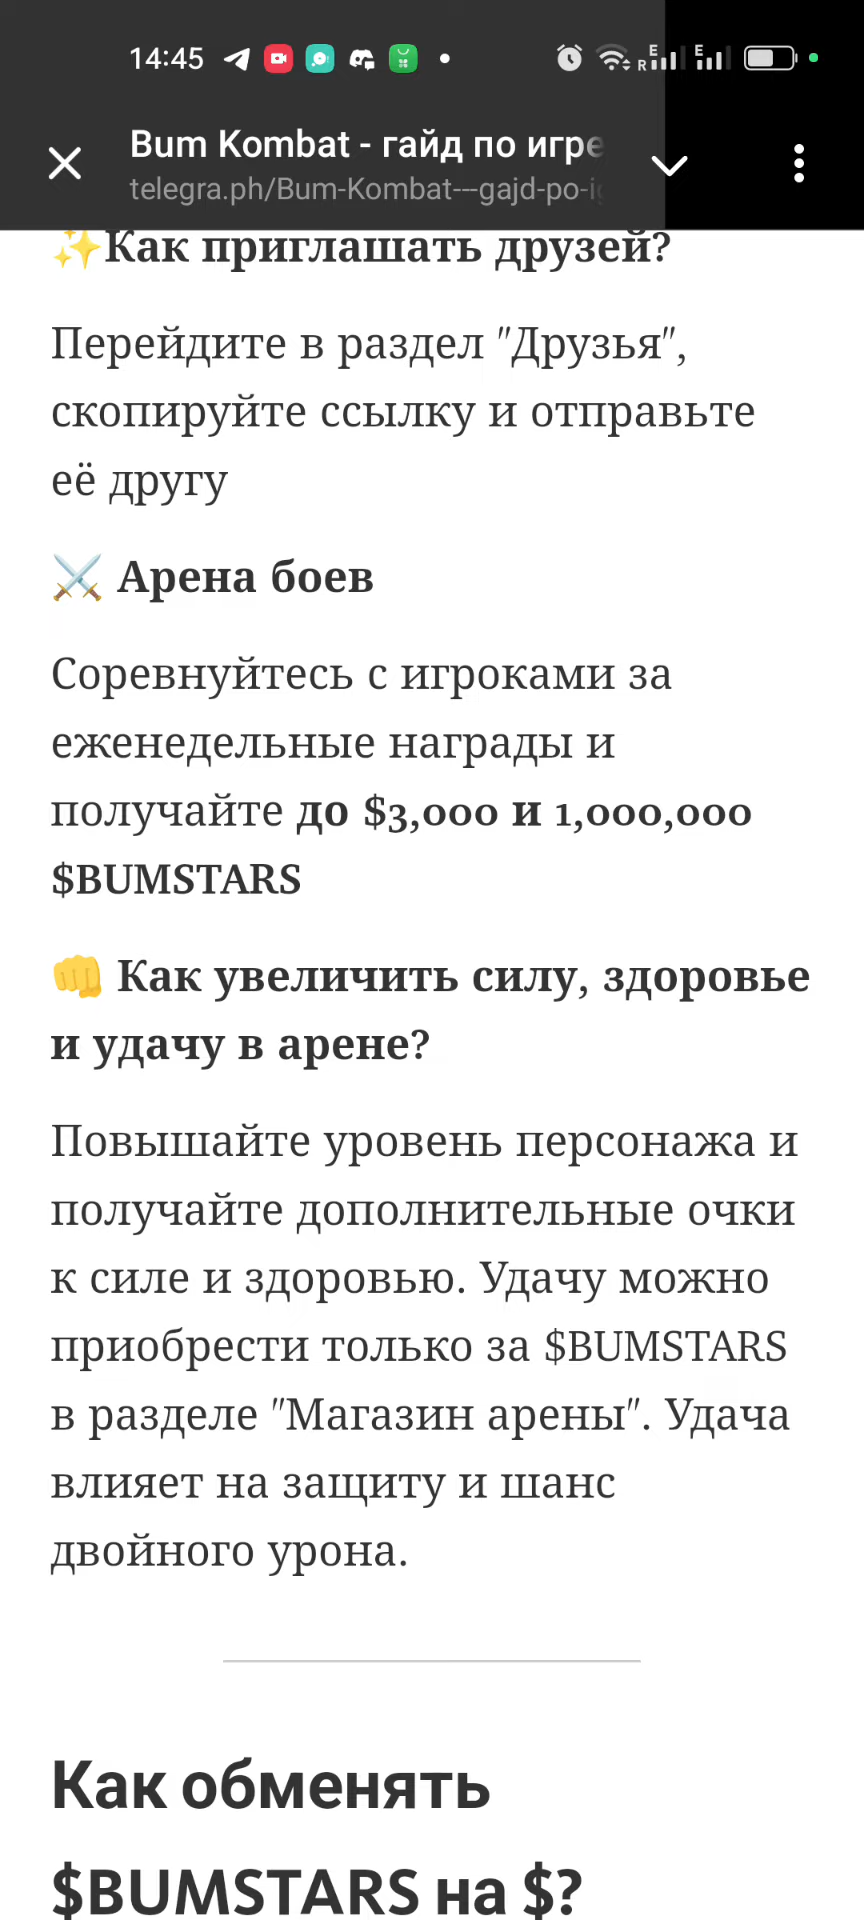 14:45
Bum Kombat - гайд по игре
telegra.ph/Bum-Kombat---gajd-po-i
✨Как приглашать друзей?
Перейдите в раздел "Друзья",
скопируйте ссылку и отправьте
её другу
⚔️ Арена боев
Соревнуйтесь с игроками за
еженедельные награды и
получайте до $3,000 и 1,000,000
$BUMSTARS
👊 Как увеличить силу, здоровье
и удачу в арене?
Повышайте уровень персонажа и
получайте дополнительные очки
к силе и здоровью. Удачу можно
приобрести только за $BUMSTARS
в разделе "Магазин арены". Удача
влияет на защиту и шанс
двойного урона.
Как обменять
$BUMSTARS на $?